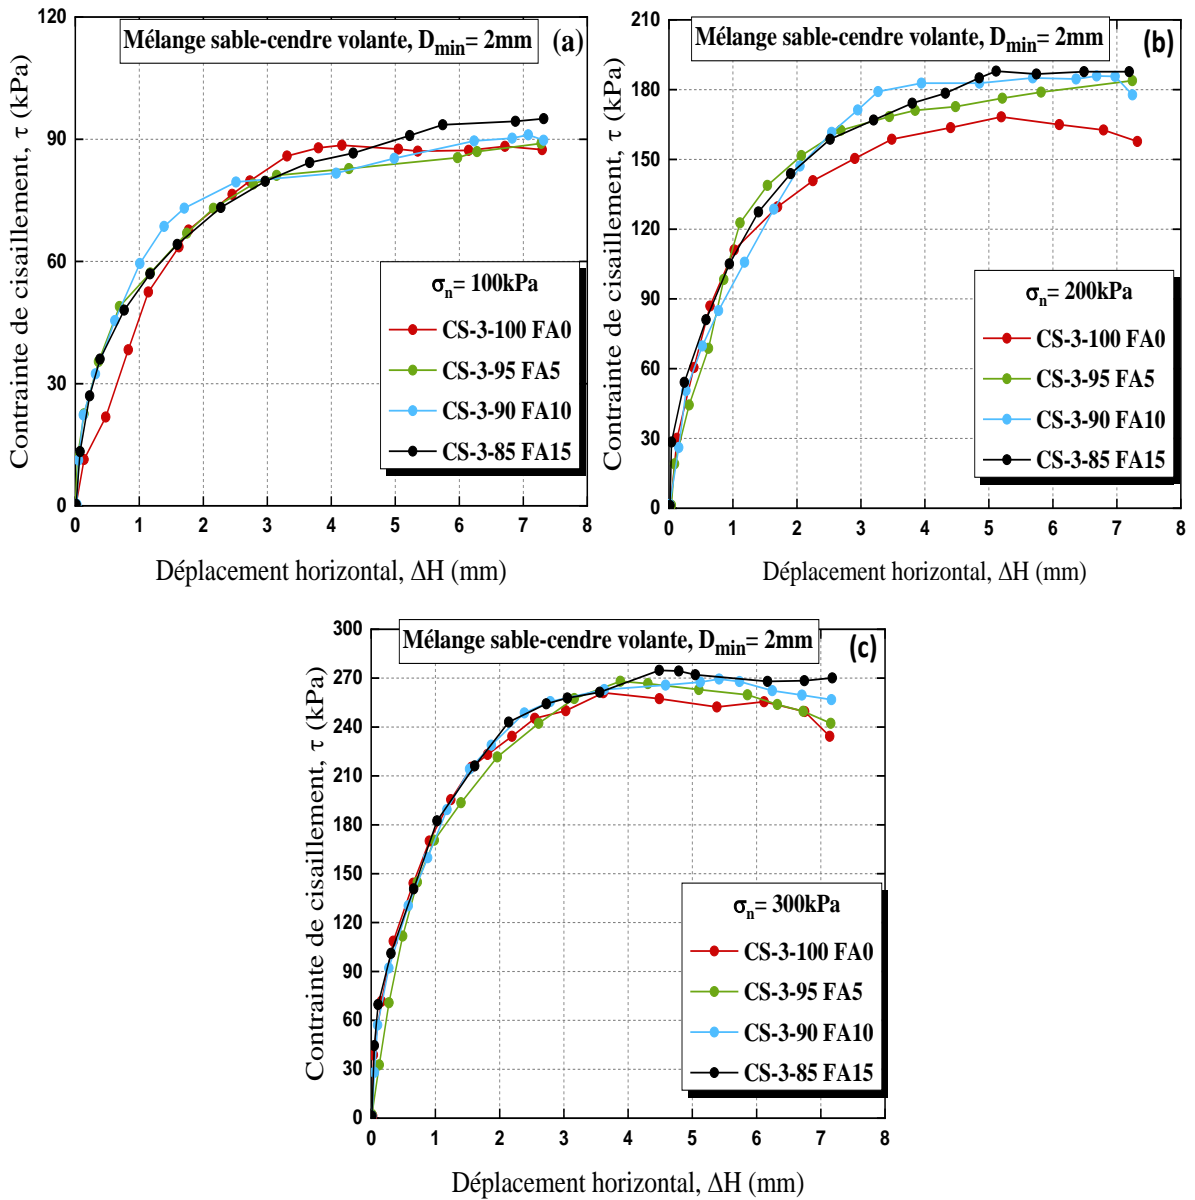 Mélange sable-cendre volante, Dmin= 2mm
(a)
Contrainte de cisaillement, τ (kPa)
120
90
60
30
0
σn= 100kPa
CS-3-100 FA0
CS-3-95 FA5
CS-3-90 FA10
CS-3-85 FA15
0 1 2 3 4 5 6 7 8
Déplacement horizontal, ΔH (mm)
Mélange sable-cendre volante, Dmin= 2mm
(b)
Contrainte de cisaillement, τ (kPa)
210
180
150
120
90
60
30
0
σn= 200kPa
CS-3-100 FA0
CS-3-95 FA5
CS-3-90 FA10
CS-3-85 FA15
0 1 2 3 4 5 6 7 8
Déplacement horizontal, ΔH (mm)
Mélange sable-cendre volante, Dmin= 2mm
(c)
Contrainte de cisaillement, τ (kPa)
300
270
240
210
180
150
120
90
60
30
0
σn= 300kPa
CS-3-100 FA0
CS-3-95 FA5
CS-3-90 FA10
CS-3-85 FA15
0 1 2 3 4 5 6 7 8
Déplacement horizontal, ΔH (mm)